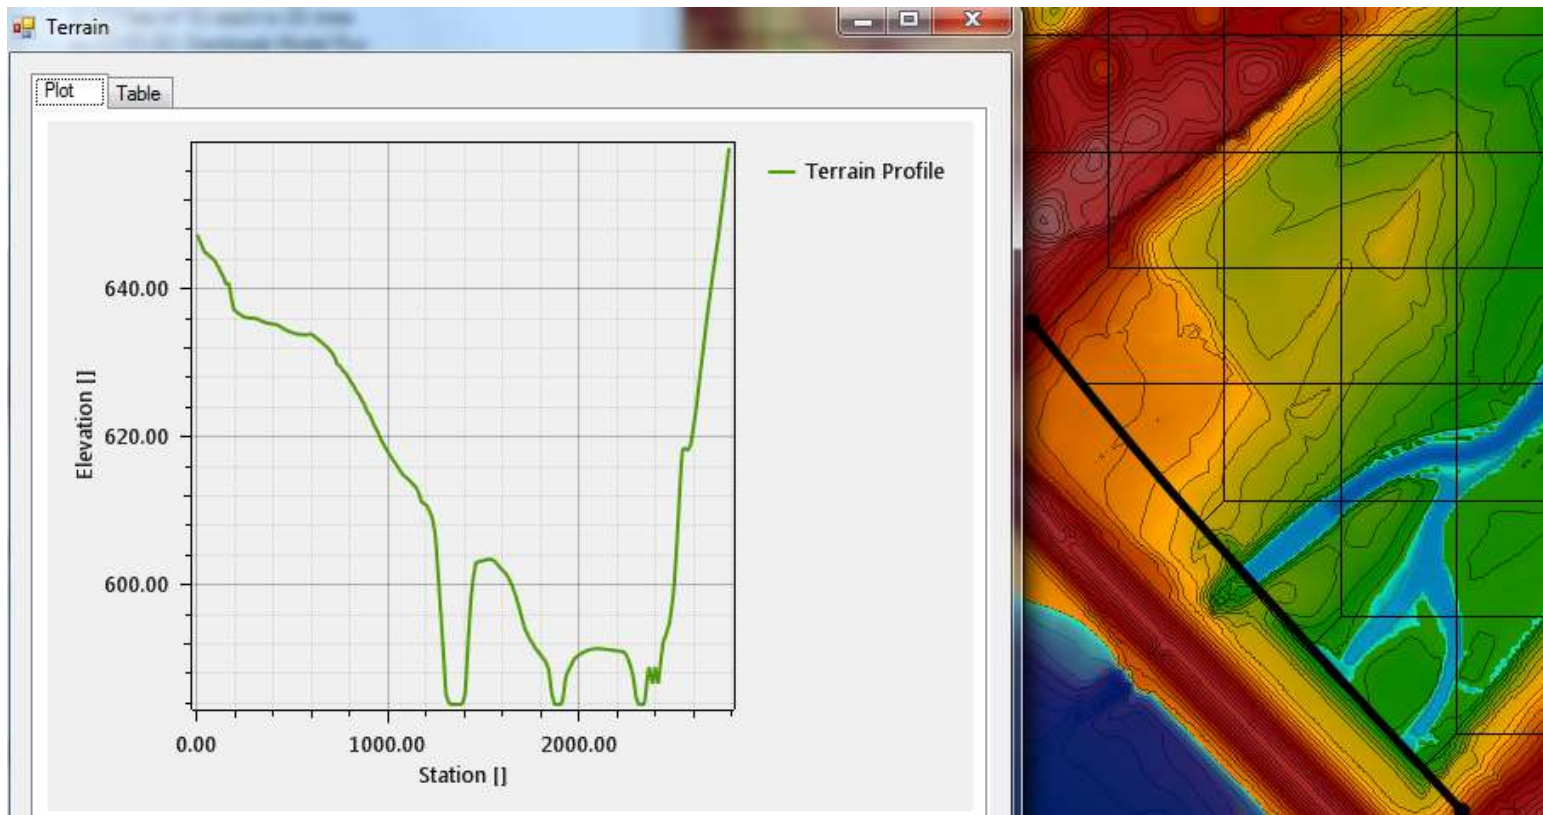 Terrain
Plot
Table
Terrain Profile
640.00
620.00
600.00
Elevation []
0.00
1000.00
2000.00
Station []